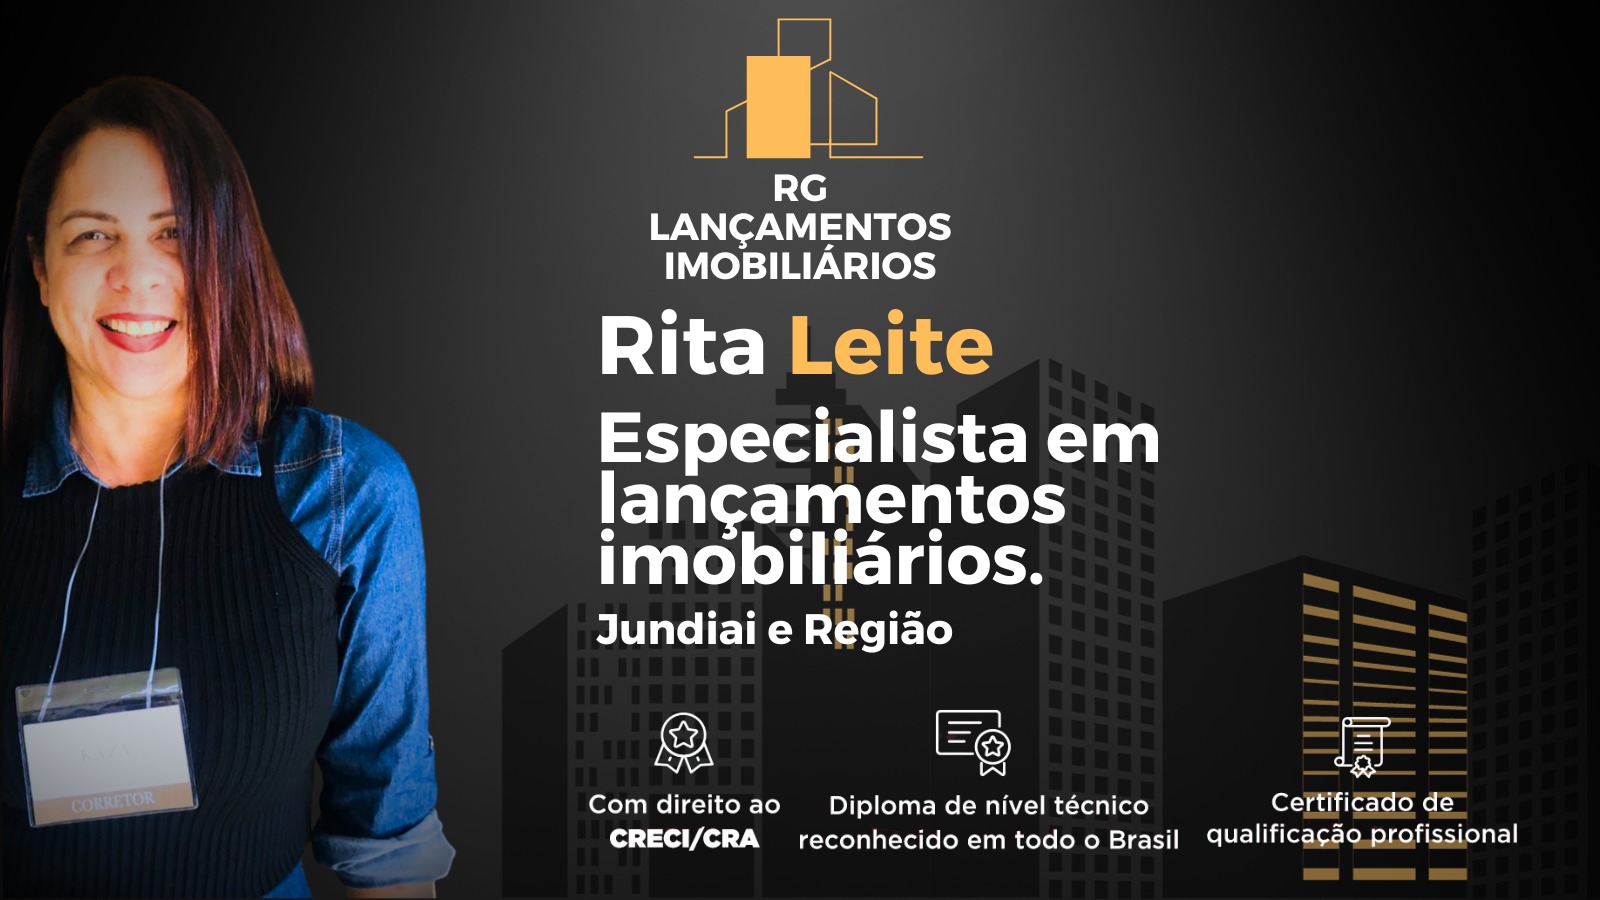 RG
LANÇAMENTOS
IMOBILIÁRIOS
Rita Leite
Especialista em
lançamentos
imobiliários.
Jundiai e Região
Com direito ao
CRECI/CRA
Diploma de nível técnico
reconhecido em todo o Brasil
Certificado de
qualificação profissional
CORRETOR